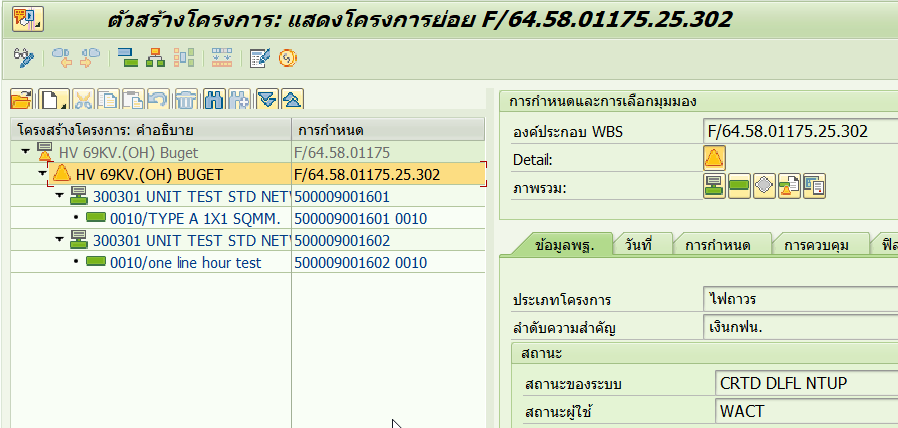 ตัวสร้างโครงการ: แสดงโครงการย่อย F/64.58.01175.25.302
โครงสร้างโครงการ: คำอธิบาย การกำหนด
HV 69KV.(OH) Buget F/64.58.01175
HV 69KV.(OH) BUGET F/64.58.01175.25.302
300301 UNIT TEST STD NET 500009001601
0010/TYPE A 1X1 SQMM. 500009001601 0010
300301 UNIT TEST STD NET 500009001602
0010/one line hour test 500009001602 0010
การกำหนดและการเลือกมุมมอง
องค์ประกอบ WBS F/64.58.01175.25.302
Detail:
ภาพรวม:
ข้อมูลพฐ. วันที่ การกำหนด การควบคุม
ประเภทโครงการ ไฟถาวร
ลำดับความสำคัญ เงินกฟน.
สถานะ
สถานะของระบบ CRTD DLFL NTUP
สถานะผู้ใช้ WACT